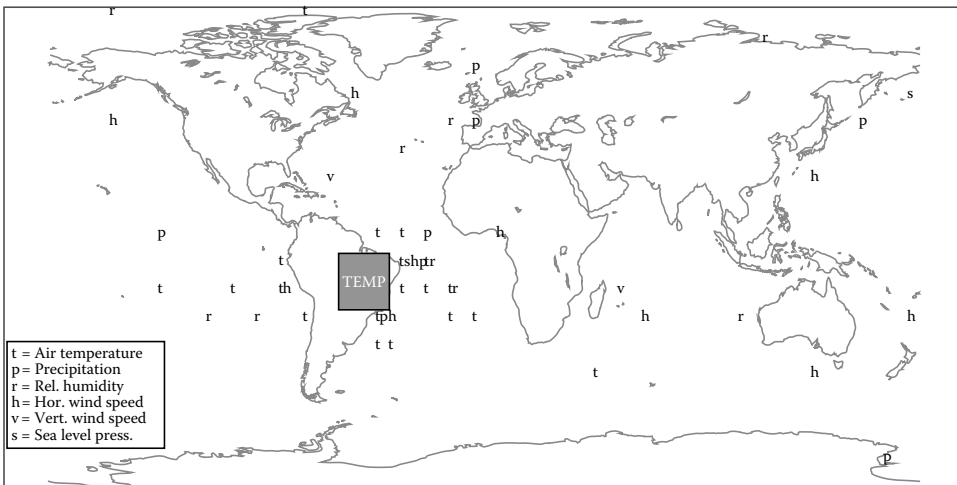 r t
r
p
h s
h r p p
r
v h
p t t p h
t tshptr
TEMP
t t th t t tr v
r r t tph t t h r h
t t
t h
t = Air temperature
p = Precipitation
r = Rel. humidity
h = Hor. wind speed
v = Vert. wind speed
s = Sea level press.
p